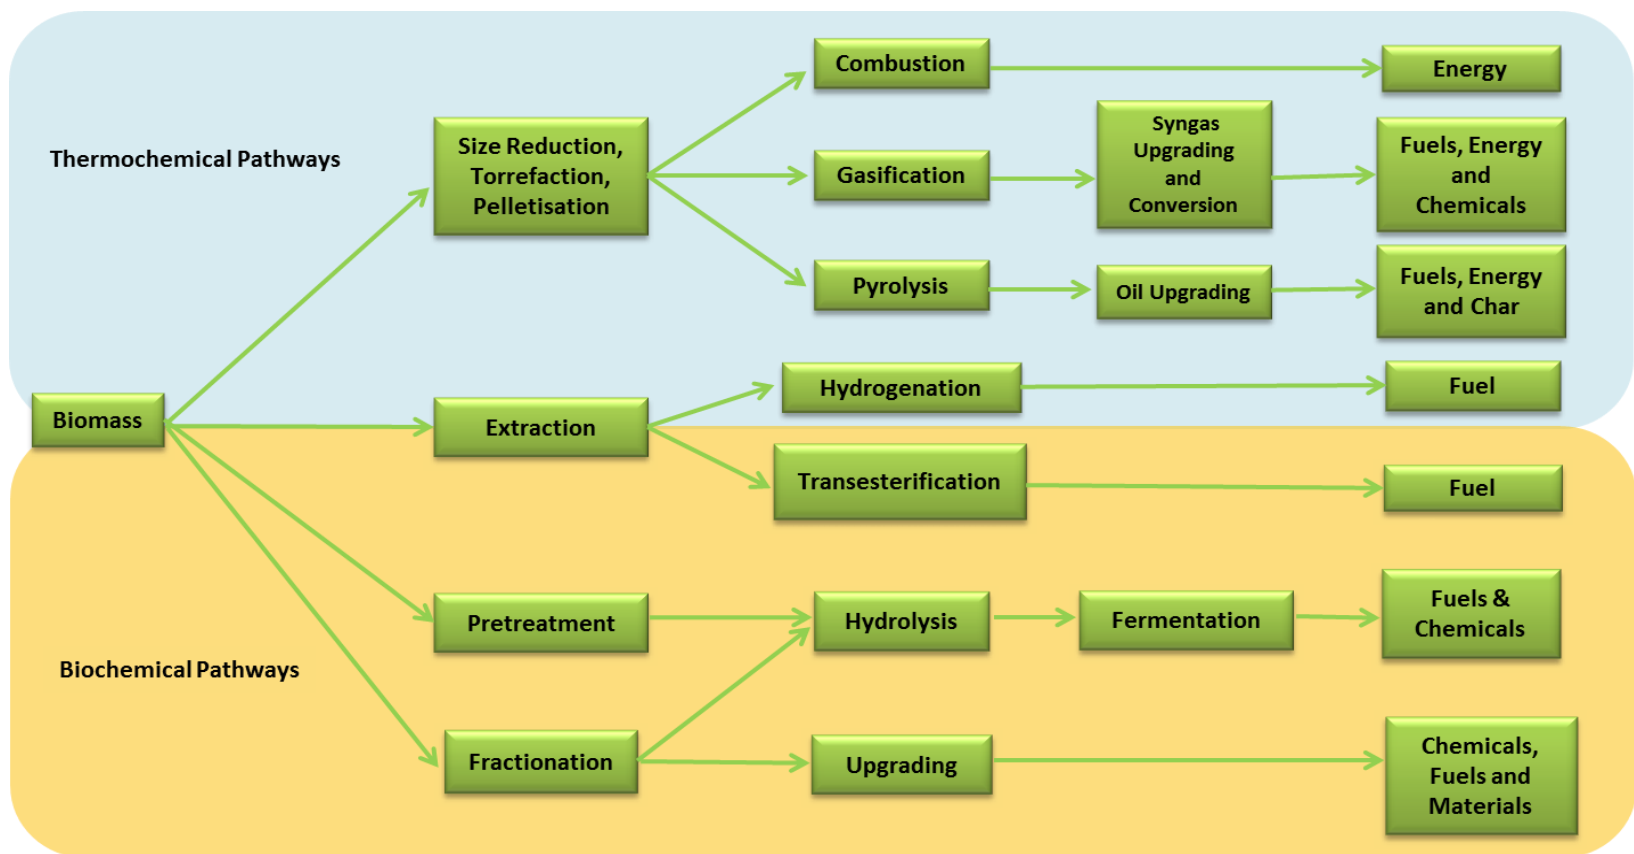 Combustion
Energy
Thermochemical Pathways
Size Reduction,
Torrefaction,
Pelletisation
Gasification
Syngas
Upgrading
and
Conversion
Fuels, Energy
and
Chemicals
Pyrolysis
Oil Upgrading
Fuels, Energy
and Char
Biomass
Extraction
Hydrogenation
Fuel
Transesterification
Fuel
Pretreatment
Hydrolysis
Fermentation
Fuels &
Chemicals
Biochemical Pathways
Fractionation
Upgrading
Chemicals,
Fuels and
Materials